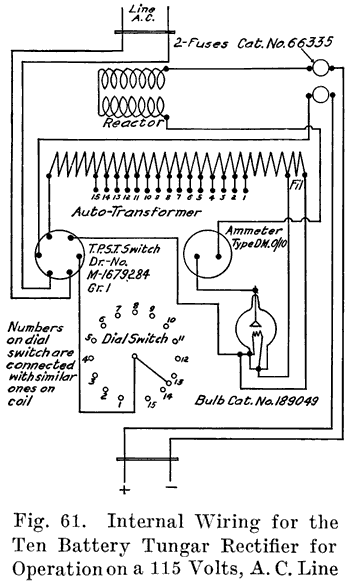 Line
A.C.
2-Fuses Cat. No. 66335
Reactor
15 14 13 12 11 10 9 8 7 6 5 4 3 2 1
Fil
Auto-Transformer
Ammeter
Type DM. 0/10
T.P.S.T. Switch
Dr.-No.
M-1679284
Gr. 1
Dial Switch
1
2
3
4
5
6
7
8
9
10
11
12
13
14
15
Numbers
on dial
switch are
connected
with similar
ones on
coil
Bulb Cat. No. 189049
+ −
Fig. 61. Internal Wiring for the
Ten Battery Tungar Rectifier for
Operation on a 115 Volts, A. C. Line